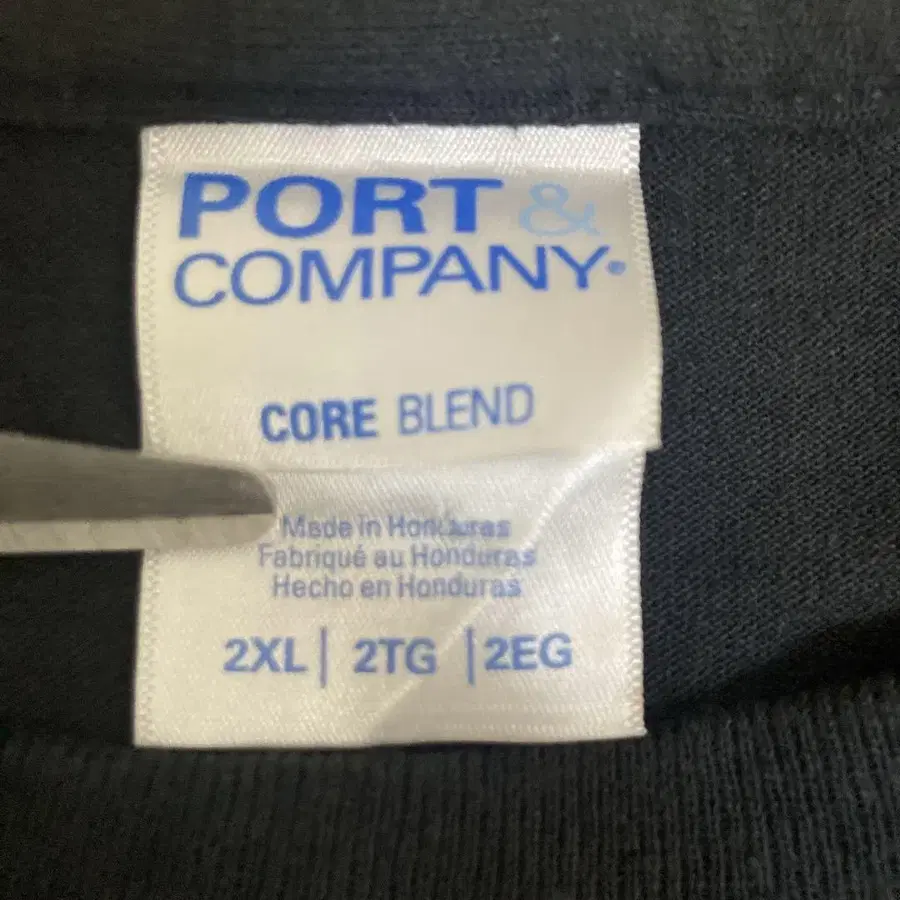 PORT &
COMPANY®
CORE BLEND
Made in Honduras
Fabriqué au Honduras
Hecho en Honduras
2XL | 2TG | 2EG